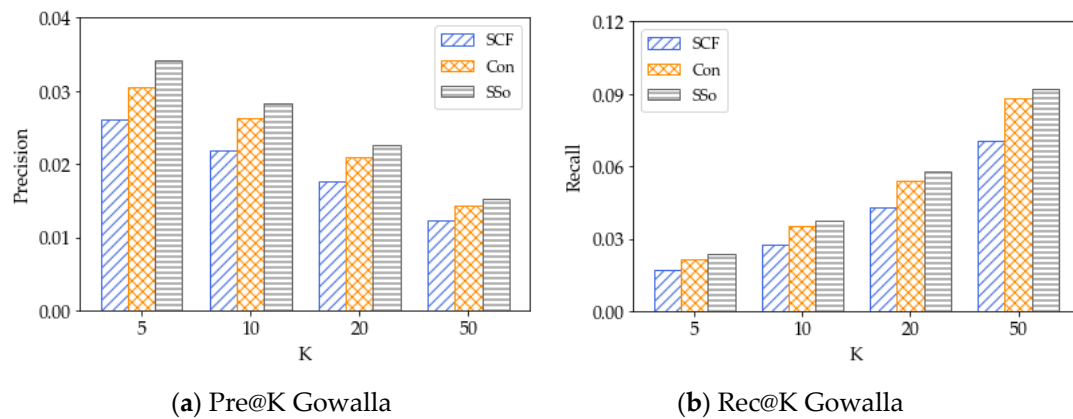 0.04
0.03
0.02
0.01
0.00
Precision
SCF
Con
SSo
5 10 20 50
K
(a) Pre@K Gowalla
0.12
0.09
0.06
0.03
0.00
Recall
SCF
Con
SSo
5 10 20 50
K
(b) Rec@K Gowalla